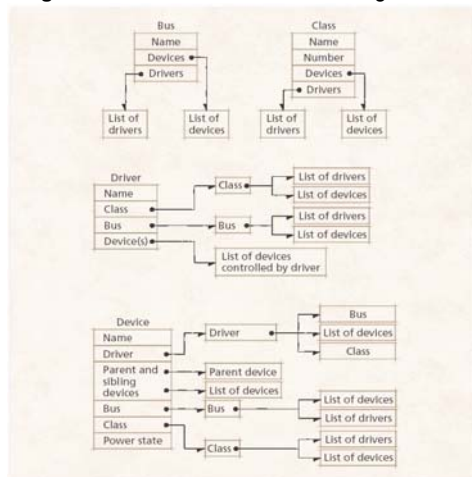 Bus
Name
Devices
Drivers
List of
drivers
List of
devices
Class
Name
Number
Devices
Drivers
List of
drivers
List of
devices
Driver
Name
Class
Bus
Device(s)
Class
List of drivers
List of devices
Bus
List of drivers
List of devices
List of devices
controlled by driver
Device
Name
Driver
Parent and
sibling
devices
Bus
Class
Power state
Driver
Bus
List of devices
Class
Parent device
List of devices
Bus
List of devices
List of drivers
Class
List of drivers
List of devices